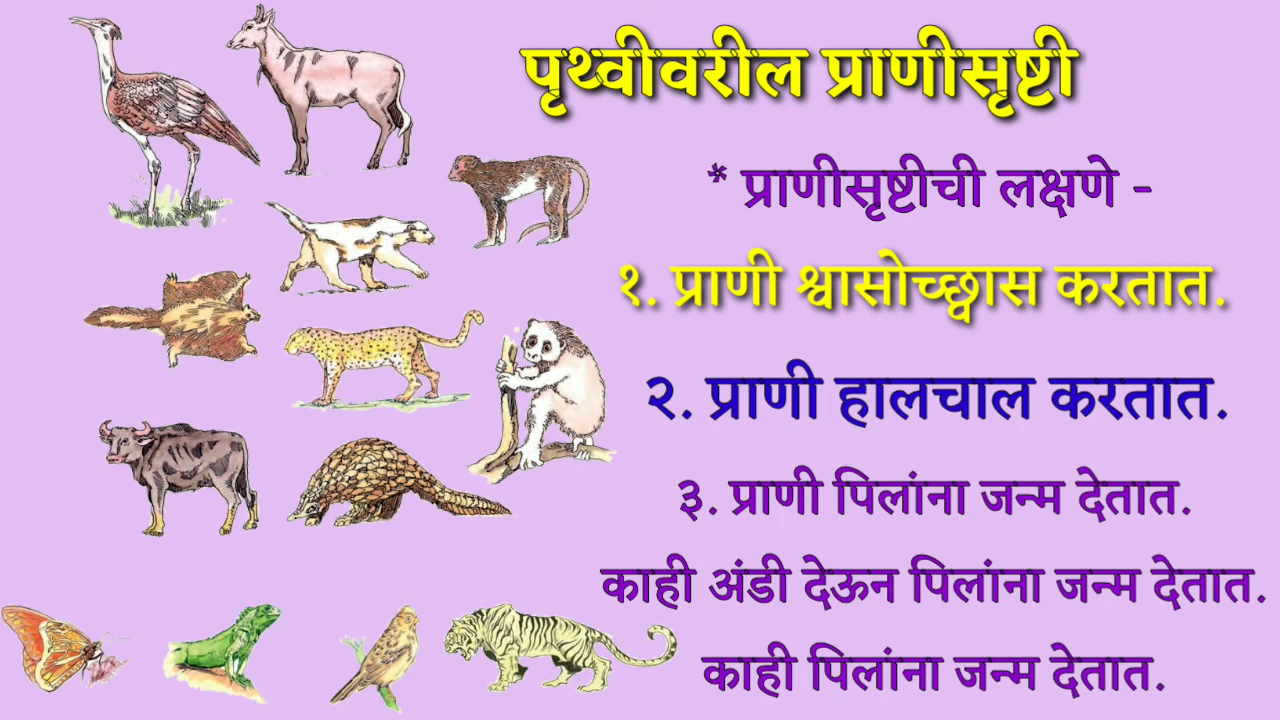 पृथ्वीवरील प्राणीसृष्टी
* प्राणीसृष्टीची लक्षणे -
१. प्राणी श्वासोच्छ्वास करतात.
२. प्राणी हालचाल करतात.
३. प्राणी पिलांना जन्म देतात.
काही अंडी देऊन पिलांना जन्म देतात.
काही पिलांना जन्म देतात.